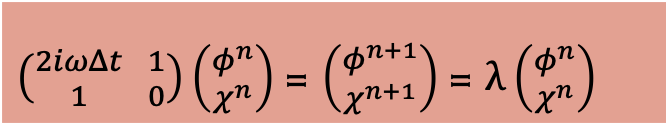 (2iωΔt 1) (ϕⁿ) = (ϕⁿ⁺¹) = λ (ϕⁿ)
(1 0) (χⁿ) (χⁿ⁺¹) (χⁿ)